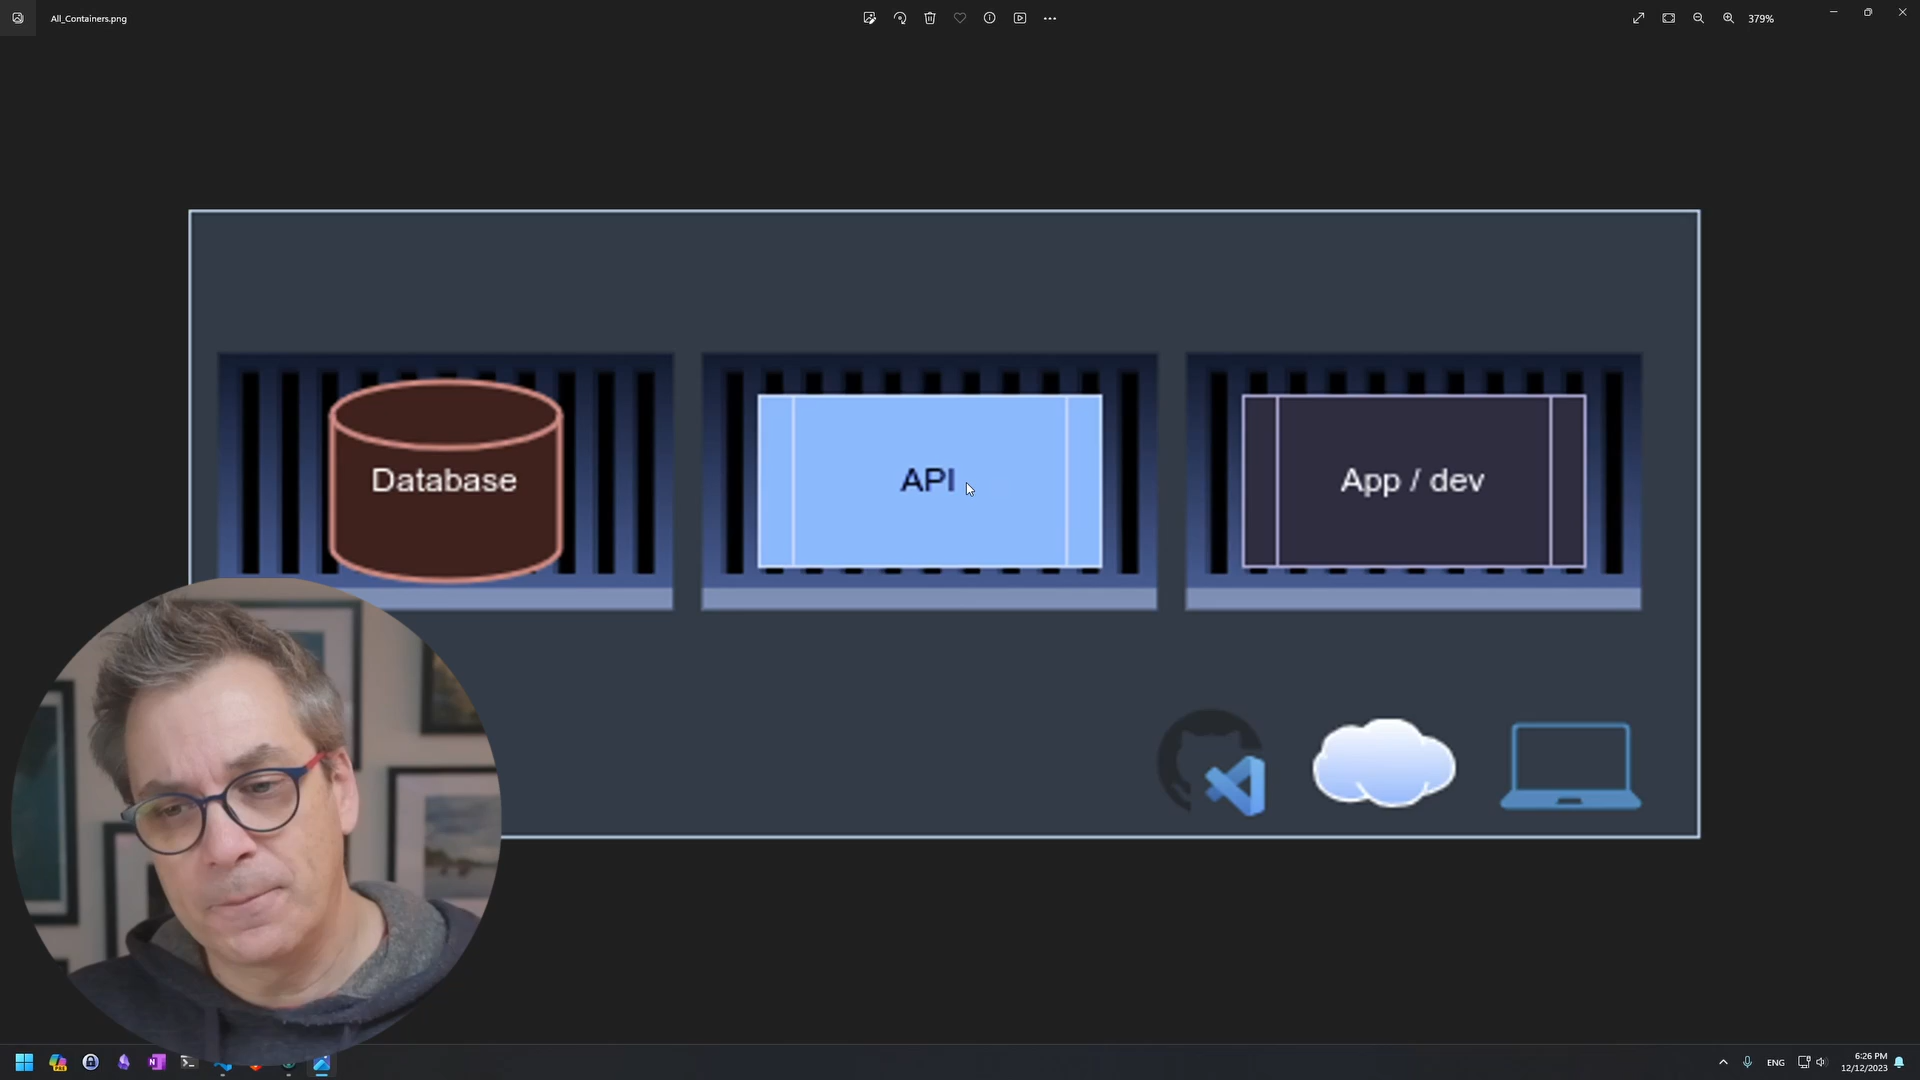 All_Containers.png
379%
Database
API
App / dev
ENG
6:26 PM
12/12/2023